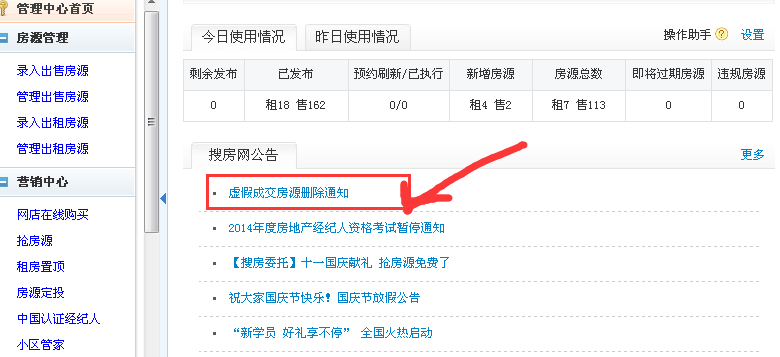 管理中心首页
房源管理
录入出售房源
管理出售房源
录入出租房源
管理出租房源
营销中心
网店在线购买
抢房源
租房置顶
房源定投
中国认证经纪人
小区管家
今日使用情况 昨日使用情况 操作助手 ? 设置
剩余发布 已发布 预约刷新/已执行 新增房源 房源总数 即将过期房源 违规房源
0 租18 售162 0/0 租4 售2 租7 售113 0 0
搜房网公告 更多
虚假成交房源删除通知
2014年度房地产经纪人资格考试暂停通知
【搜房委托】十一国庆献礼 抢房源免费了
祝大家国庆节快乐! 国庆节放假公告
“新学员 好礼享不停” 全国火热启动